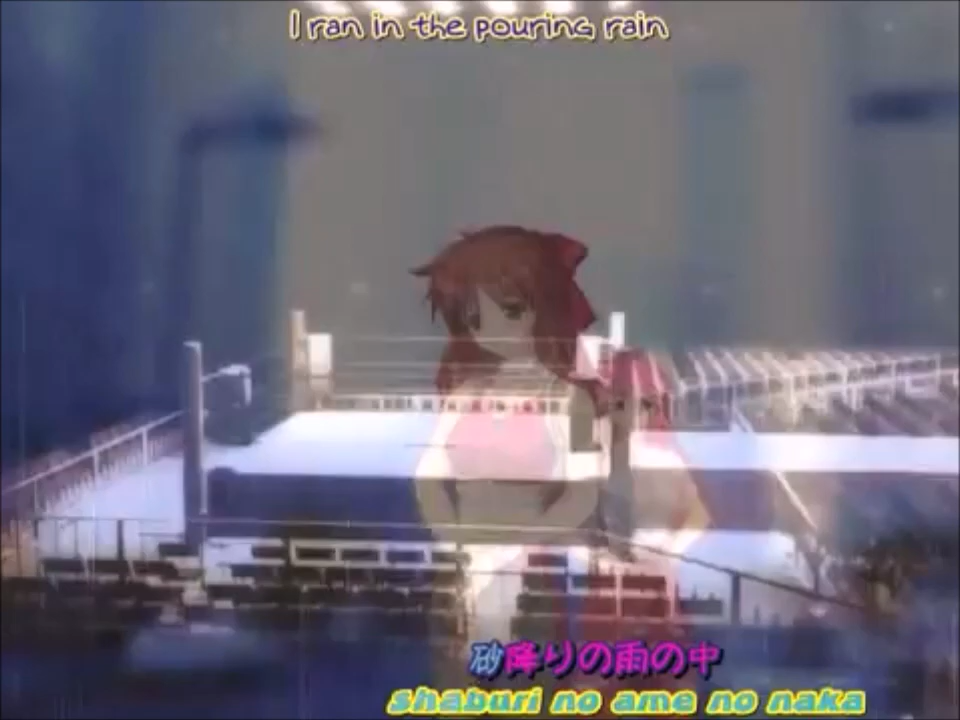 I ran in the pouring rain
砂降りの雨の中
shaburi no ame no naka